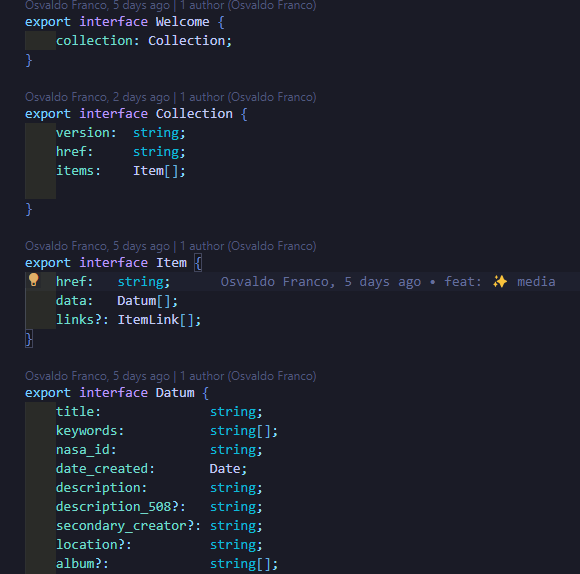 Osvaldo Franco, 5 days ago | 1 author (Osvaldo Franco)
export interface Welcome {
    collection: Collection;
}
Osvaldo Franco, 2 days ago | 1 author (Osvaldo Franco)
export interface Collection {
    version:  string;
    href:     string;
    items:    Item[];
}
Osvaldo Franco, 5 days ago | 1 author (Osvaldo Franco)
export interface Item {
    href:   string;      Osvaldo Franco, 5 days ago • feat: ✨ media
    data:   Datum[];
    links?: ItemLink[];
}
Osvaldo Franco, 5 days ago | 1 author (Osvaldo Franco)
export interface Datum {
    title:              string;
    keywords:           string[];
    nasa_id:            string;
    date_created:       Date;
    description:        string;
    description_508?:   string;
    secondary_creator?: string;
    location?:          string;
    album?:             string[];